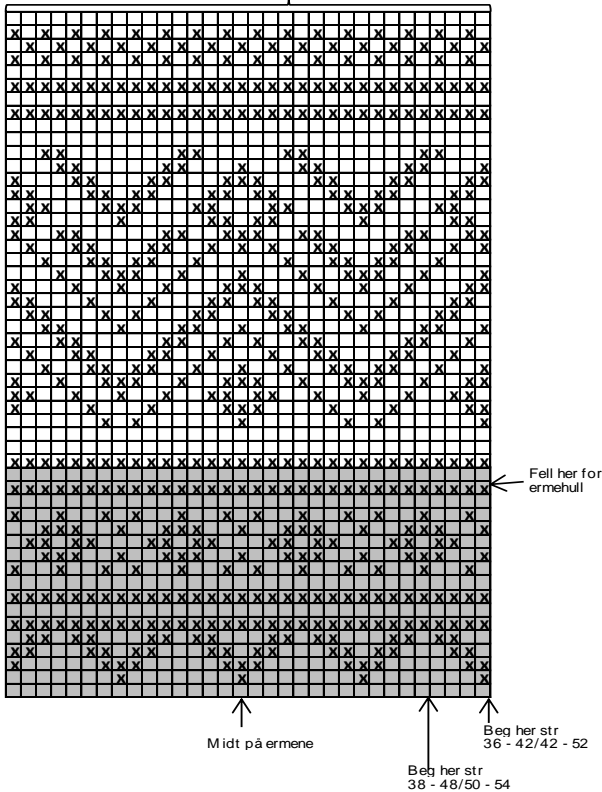 Fell her for
ermehull
Midt på ermene
Beg her str
36 - 42/42 - 52
Beg her str
38 - 48/50 - 54